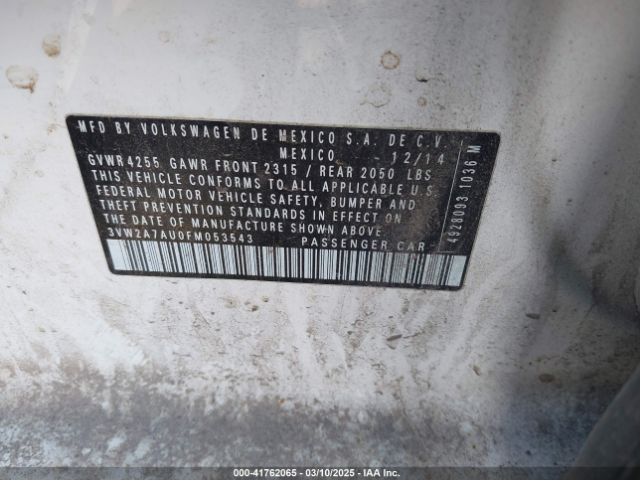 MFD BY VOLKSWAGEN DE MEXICO S.A. DE C.V.
MEXICO - 12/14
GVWR 4255 GAWR FRONT 2315 / REAR 2050 LBS
THIS VEHICLE CONFORMS TO ALL APPLICABLE U.S.
FEDERAL MOTOR VEHICLE SAFETY, BUMPER AND
THEFT PREVENTION STANDARDS IN EFFECT ON
THE DATE OF MANUFACTURE SHOWN ABOVE.
3VW2A7AU0FM053543 PASSENGER CAR
4928093 1036 M
000-41762065 - 03/10/2025 - IAA Inc.